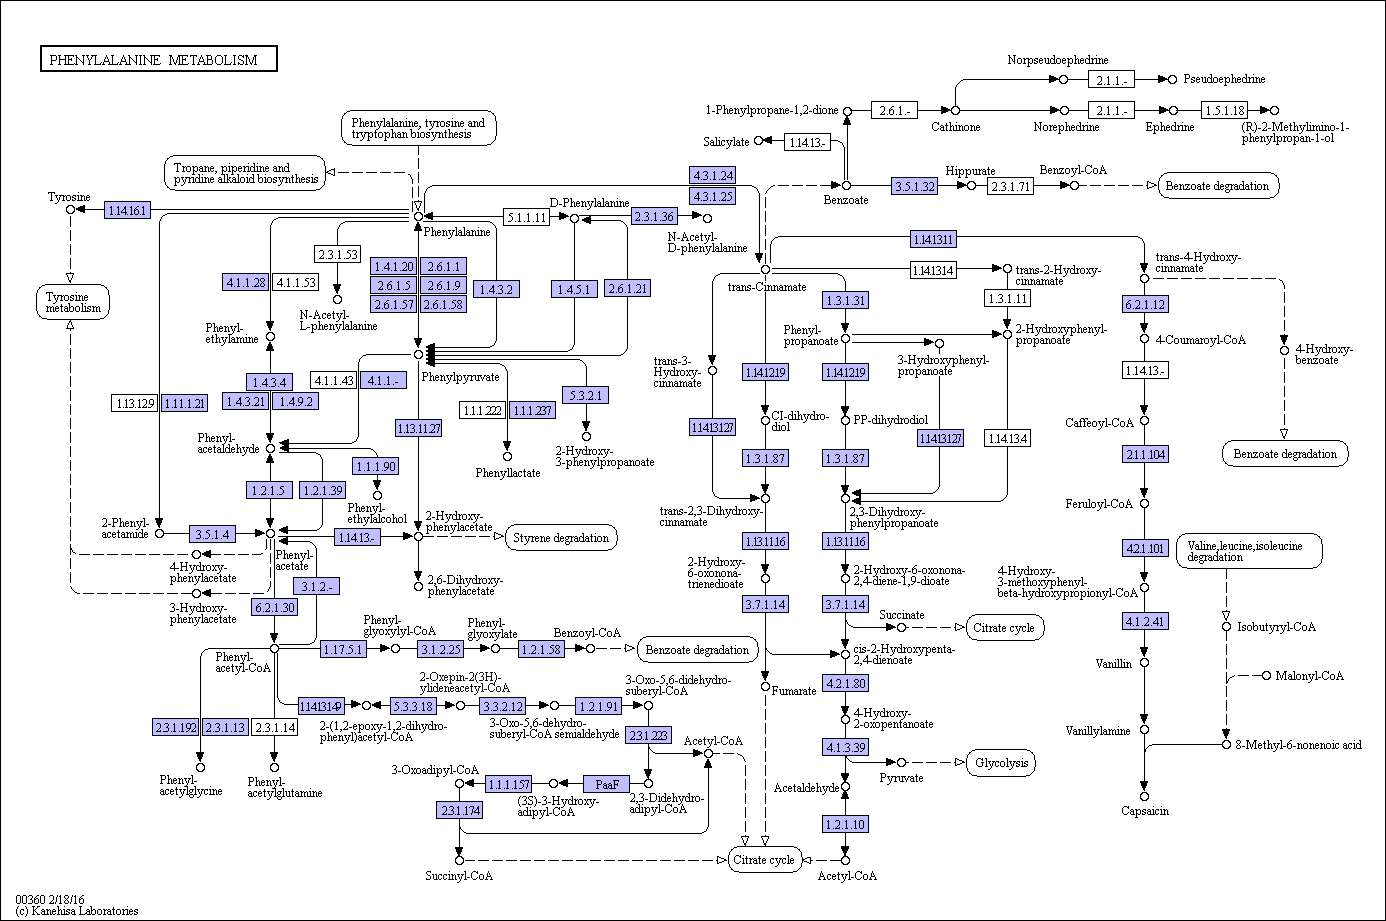 PHENYLALANINE METABOLISM
Norpseudoephedrine
2.1.1.-
Pseudoephedrine
1-Phenylpropane-1,2-dione
2.6.1.-
Cathinone
2.1.1.-
Norephedrine
1.5.1.18
Ephedrine
(R)-2-Methylimino-1-
phenylpropan-1-ol
Phenylalanine, tyrosine and
tryptophan biosynthesis
Salicylate
1.14.13.-
Tropane, piperidine and
pyridine alkaloid biosynthesis
4.3.1.24
4.3.1.25
Hippurate
Benzoyl-CoA
3.5.1.32
2.3.1.71
Benzoate
Benzoate degradation
Tyrosine
1.14.16.1
D-Phenylalanine
5.1.1.11
2.3.1.36
Phenylalanine
N-Acetyl-
D-phenylalanine
1.14.13.11
2.3.1.53
1.4.1.20
2.6.1.1
2.6.1.5
2.6.1.9
2.6.1.57
2.6.1.58
4.1.1.28
4.1.1.53
1.4.3.2
1.4.5.1
2.6.1.21
trans-Cinnamate
1.14.13.14
trans-2-Hydroxy-
cinnamate
trans-4-Hydroxy-
cinnamate
Tyrosine
metabolism
N-Acetyl-
L-phenylalanine
1.3.1.31
1.3.1.11
6.2.1.12
Phenyl-
ethylamine
Phenyl-
propanoate
2-Hydroxyphenyl-
propanoate
4-Coumaroyl-CoA
4-Hydroxy-
benzoate
Phenylpyruvate
trans-3-
Hydroxy-
cinnamate
3-Hydroxyphenyl-
propanoate
1.14.12.19
1.14.12.19
1.14.13.-
1.4.3.4
4.1.1.43
4.1.1.-
1.13.12.9
1.11.1.21
1.4.3.21
1.4.9.2
1.1.1.222
1.1.1.237
5.3.2.1
1.13.11.27
CI-dihydro-
diol
PP-dihydrodiol
Caffeoyl-CoA
1.14.13.127
1.14.13.127
1.14.13.4
Phenyl-
acetaldehyde
Phenyllactate
2-Hydroxy-
3-phenylpropanoate
1.3.1.87
1.3.1.87
2.1.1.104
Benzoate degradation
1.1.1.90
1.2.1.5
1.2.1.39
Phenyl-
ethylalcohol
trans-2,3-Dihydroxy-
cinnamate
2,3-Dihydroxy-
phenylpropanoate
Feruloyl-CoA
2-Phenyl-
acetamide
3.5.1.4
1.14.13.-
2-Hydroxy-
phenylacetate
Styrene degradation
1.13.11.16
1.13.11.16
4.2.1.101
Valine,leucine,isoleucine
degradation
Phenyl-
acetate
4-Hydroxy-
phenylacetate
3-Hydroxy-
phenylacetate
3.1.2.-
6.2.1.30
2,6-Dihydroxy-
phenylacetate
2-Hydroxy-
6-oxonona-
trienedioate
2-Hydroxy-6-oxonona-
2,4-diene-1,9-dioate
4-Hydroxy-
3-methoxyphenyl-
beta-hydroxypropionyl-CoA
3.7.1.14
3.7.1.14
4.1.2.41
Succinate
Citrate cycle
Isobutyryl-CoA
Phenyl-
glyoxylyl-CoA
Phenyl-
glyoxylate
Benzoyl-CoA
1.17.5.1
3.1.2.25
1.2.1.58
Benzoate degradation
cis-2-Hydroxypenta-
2,4-dienoate
Phenyl-
acetyl-CoA
Vanillin
Malonyl-CoA
4.2.1.80
Fumarate
2-Oxepin-2(3H)-
ylideneacetyl-CoA
3-Oxo-5,6-didehydro-
suberyl-CoA
1.14.13.149
5.3.3.18
3.3.2.12
1.2.1.91
2-(1,2-epoxy-1,2-dihydro-
phenyl)acetyl-CoA
3-Oxo-5,6-dehydro-
suberyl-CoA semialdehyde
2.3.1.192
2.3.1.13
2.3.1.14
2.3.1.223
4-Hydroxy-
2-oxopentanoate
Vanillylamine
Acetyl-CoA
4.1.3.39
8-Methyl-6-nonenoic acid
Phenyl-
acetylglycine
Phenyl-
acetylglutamine
3-Oxoadipyl-CoA
1.1.1.157
PaaF
(3S)-3-Hydroxy-
adipyl-CoA
2,3-Didehydro-
adipyl-CoA
Pyruvate
Glycolysis
Acetaldehyde
2.3.1.174
1.2.1.10
Capsaicin
Succinyl-CoA
Citrate cycle
Acetyl-CoA
00360 2/18/16
(c) Kanehisa Laboratories